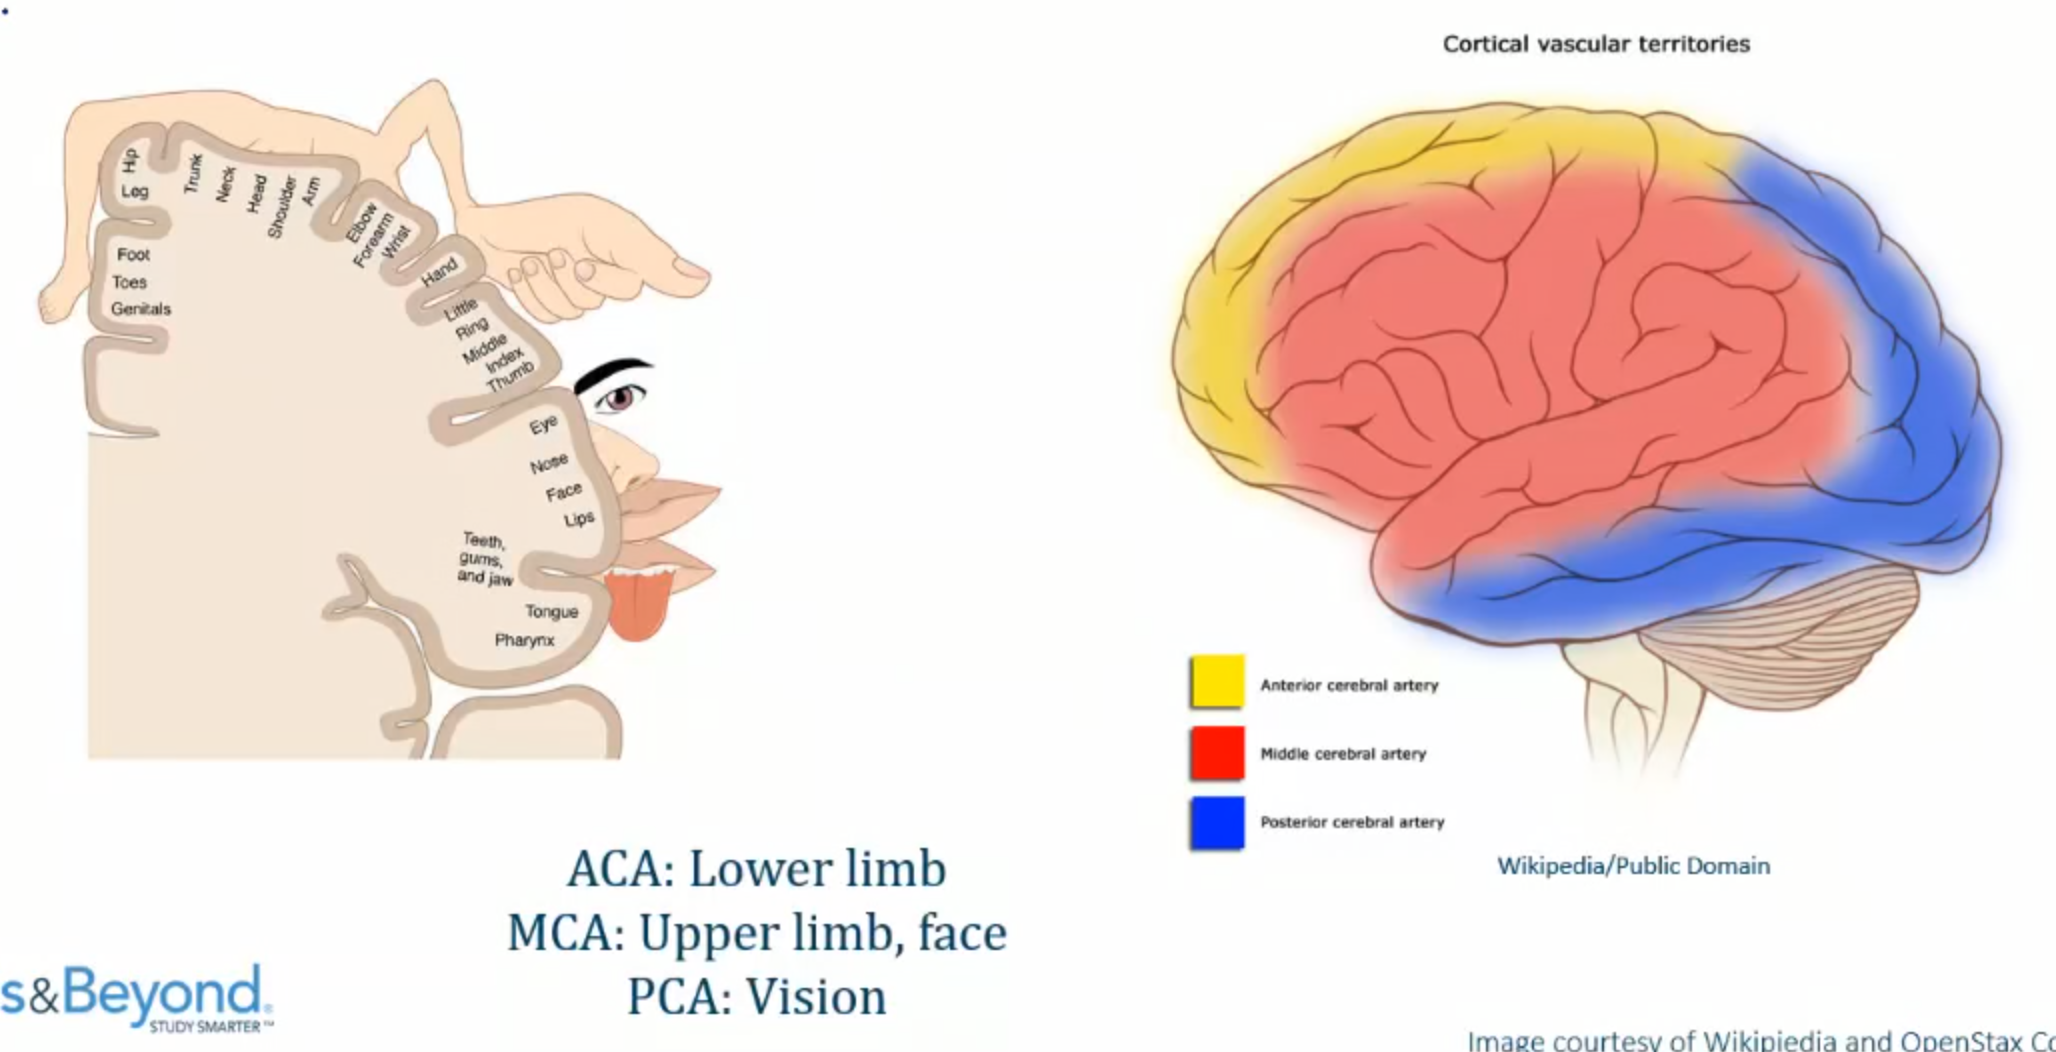 Cortical vascular territories
Hip
Leg
Trunk
Neck
Head
Shoulder
Arm
Elbow
Forearm
Wrist
Hand
Little
Ring
Middle
Index
Thumb
Foot
Toes
Genitals
Eye
Nose
Face
Lips
Teeth,
gums,
and jaw
Tongue
Pharynx
Anterior cerebral artery
Middle cerebral artery
Posterior cerebral artery
Wikipedia/Public Domain
ACA: Lower limb
MCA: Upper limb, face
PCA: Vision
s&Beyond®
STUDY SMARTER™
Image courtesy of Wikipiedia and OpenStax Co